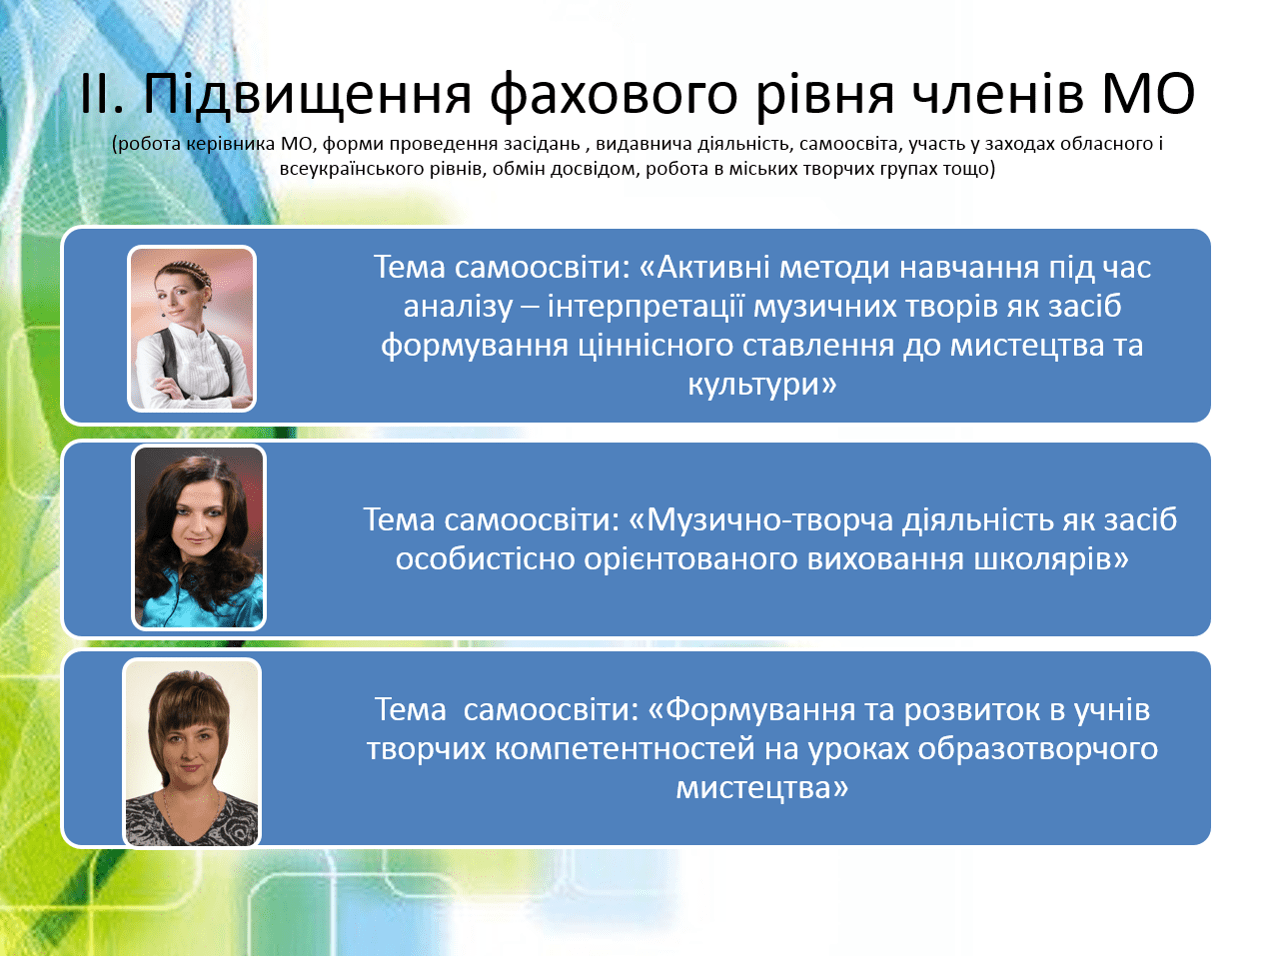 ІІ. Підвищення фахового рівня членів МО
(робота керівника МО, форми проведення засідань , видавнича діяльність, самоосвіта, участь у заходах обласного і
всеукраїнського рівнів, обмін досвідом, робота в міських творчих групах тощо)
Тема самоосвіти: «Активні методи навчання під час
аналізу – інтерпретації музичних творів як засіб
формування ціннісного ставлення до мистецтва та
культури»
Тема самоосвіти: «Музично-творча діяльність як засіб
особистісно орієнтованого виховання школярів»
Тема  самоосвіти: «Формування та розвиток в учнів
творчих компетентностей на уроках образотворчого
мистецтва»